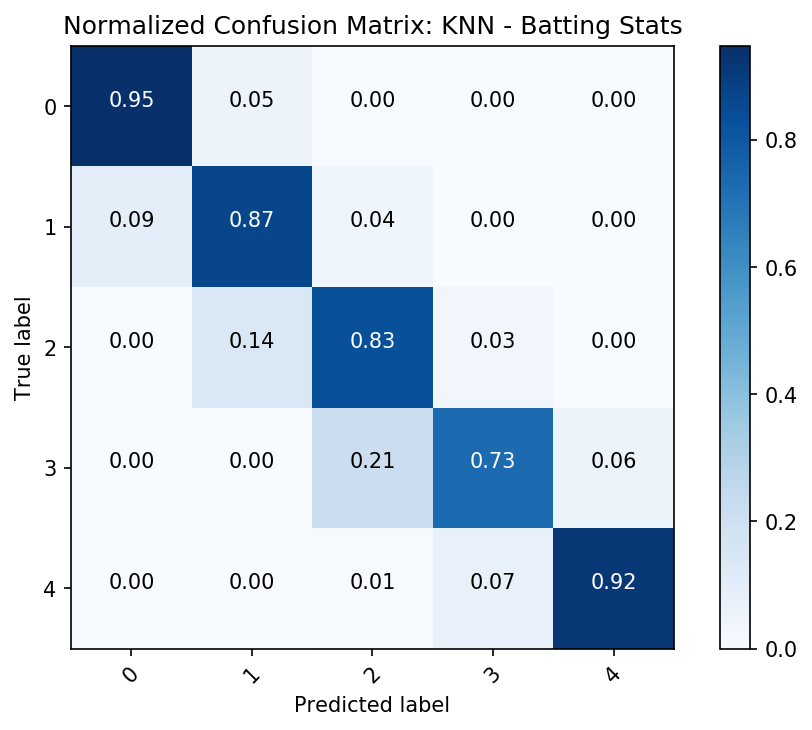 Normalized Confusion Matrix: KNN - Batting Stats
0 0.95 0.05 0.00 0.00 0.00
1 0.09 0.87 0.04 0.00 0.00
2 0.00 0.14 0.83 0.03 0.00
3 0.00 0.00 0.21 0.73 0.06
4 0.00 0.00 0.01 0.07 0.92
True label
0 1 2 3 4
Predicted label
0.8
0.6
0.4
0.2
0.0